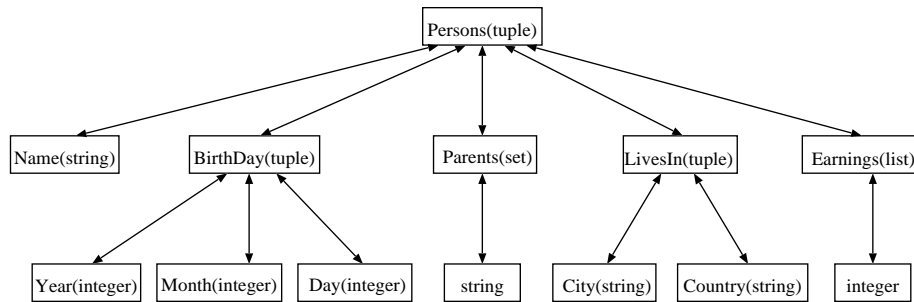 Persons(tuple)
Name(string)
BirthDay(tuple)
Parents(set)
LivesIn(tuple)
Earnings(list)
Year(integer)
Month(integer)
Day(integer)
string
City(string)
Country(string)
integer